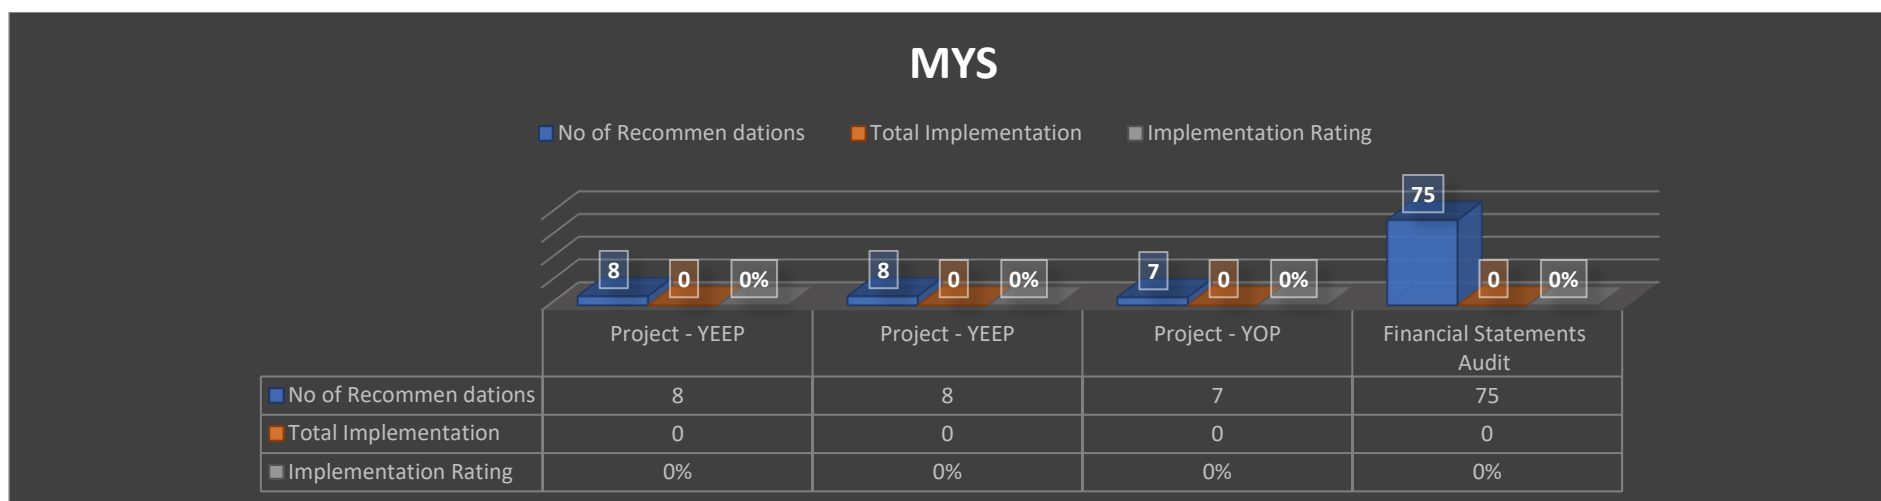 MYS
No of Recommen dations Total Implementation Implementation Rating
8 0 0% 8 0 0% 7 0 0% 75 0 0%
Project - YEEP Project - YEEP Project - YOP Financial Statements
Audit
No of Recommen dations 8 8 7 75
Total Implementation 0 0 0 0
Implementation Rating 0% 0% 0% 0%